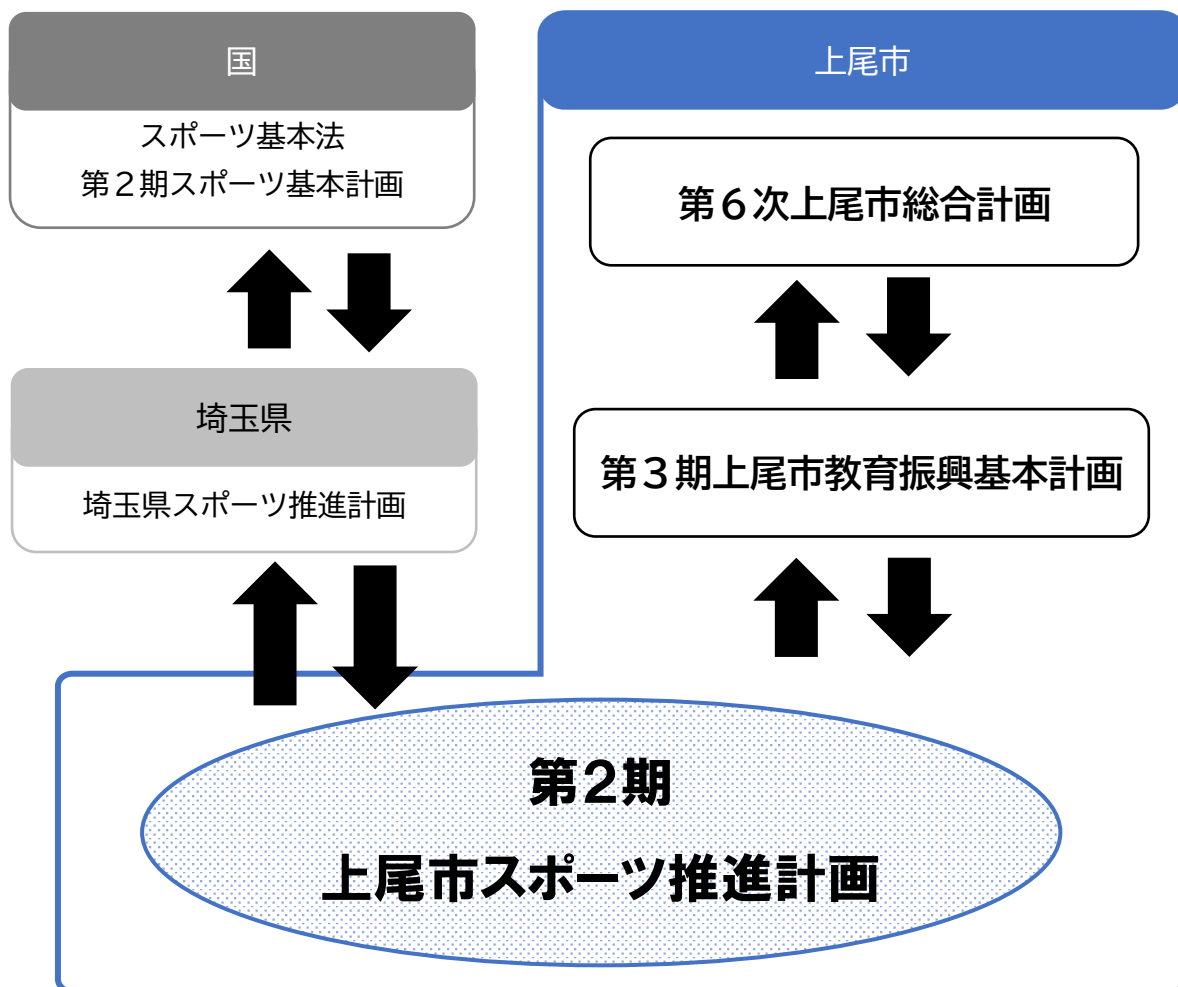 国
スポーツ基本法
第２期スポーツ基本計画
埼玉県
埼玉県スポーツ推進計画
上尾市
第６次上尾市総合計画
第３期上尾市教育振興基本計画
第２期
上尾市スポーツ推進計画